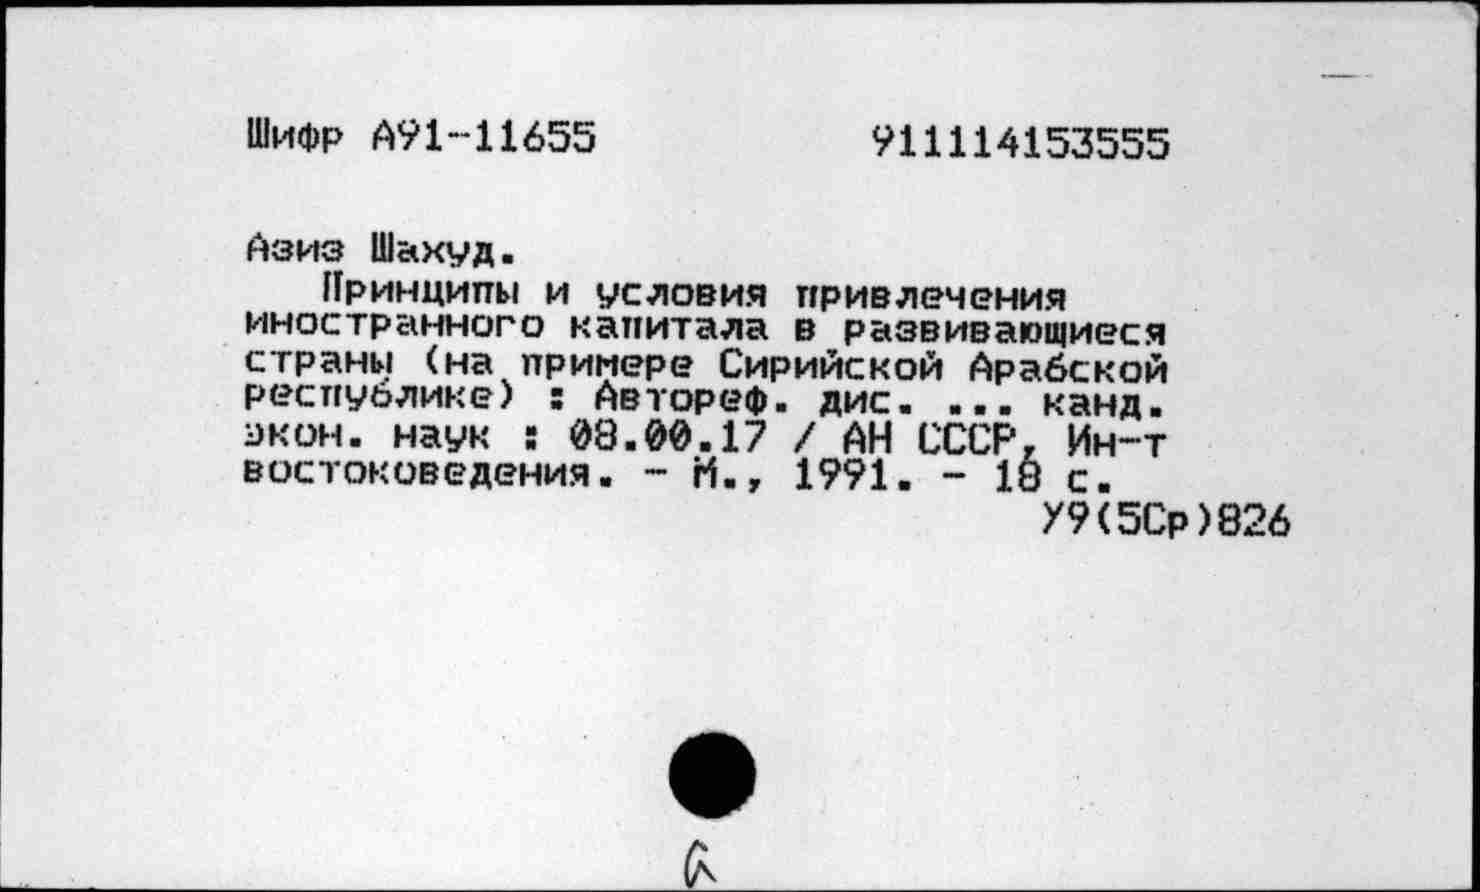 Шифр А91-11655 911114153555
Азиз Шахуд.
Принципы и условия привлечения
иностранного капитала в развивающиеся
страны (на примере Сирийской Арабской
республике) : Автореф. дис. ... канд.
экон. наук : 08.00.17 / АН СССР, Ин-т
востоковедения. - М., 1991. - 18 с.
У9(5Ср)826